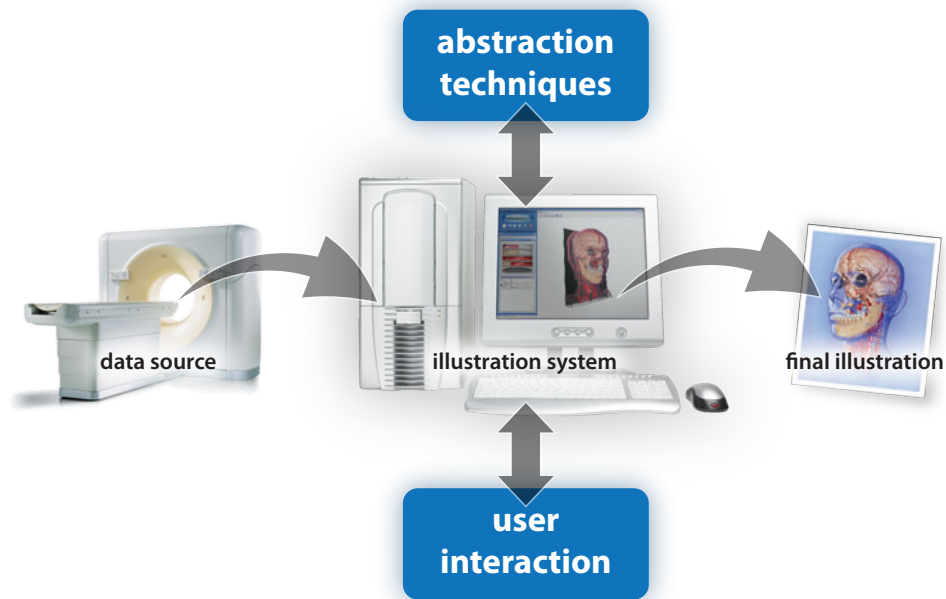 abstraction
techniques
data source
illustration system
final illustration
user
interaction